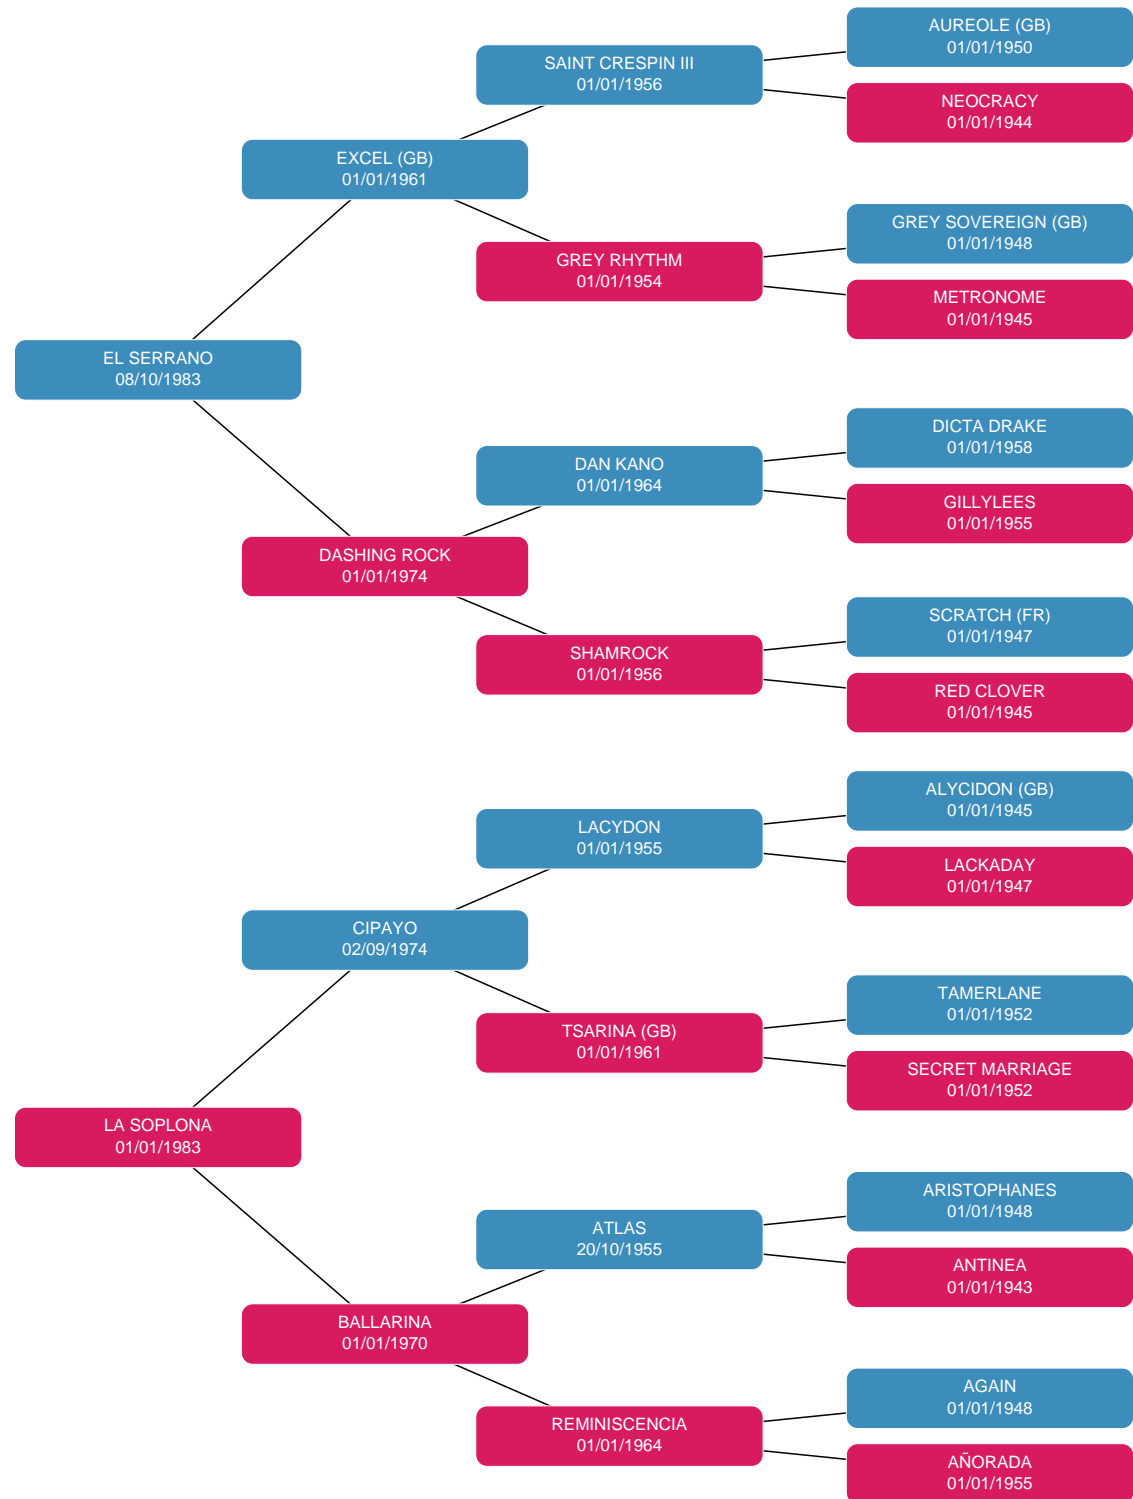 AUREOLE (GB)
01/01/1950
SAINT CRESPIN III
01/01/1956
NEOCRACY
01/01/1944
EXCEL (GB)
01/01/1961
GREY SOVEREIGN (GB)
01/01/1948
GREY RHYTHM
01/01/1954
METRONOME
01/01/1945
EL SERRANO
08/10/1983
DICTA DRAKE
01/01/1958
DAN KANO
01/01/1964
GILLYLEES
01/01/1955
DASHING ROCK
01/01/1974
SCRATCH (FR)
01/01/1947
SHAMROCK
01/01/1956
RED CLOVER
01/01/1945
ALYCIDON (GB)
01/01/1945
LACYDON
01/01/1955
LACKADAY
01/01/1947
CIPAYO
02/09/1974
TAMERLANE
01/01/1952
TSARINA (GB)
01/01/1961
SECRET MARRIAGE
01/01/1952
LA SOPLONA
01/01/1983
ARISTOPHANES
01/01/1948
ATLAS
20/10/1955
ANTINEA
01/01/1943
BALLARINA
01/01/1970
AGAIN
01/01/1948
REMINISCENCIA
01/01/1964
AÑORADA
01/01/1955